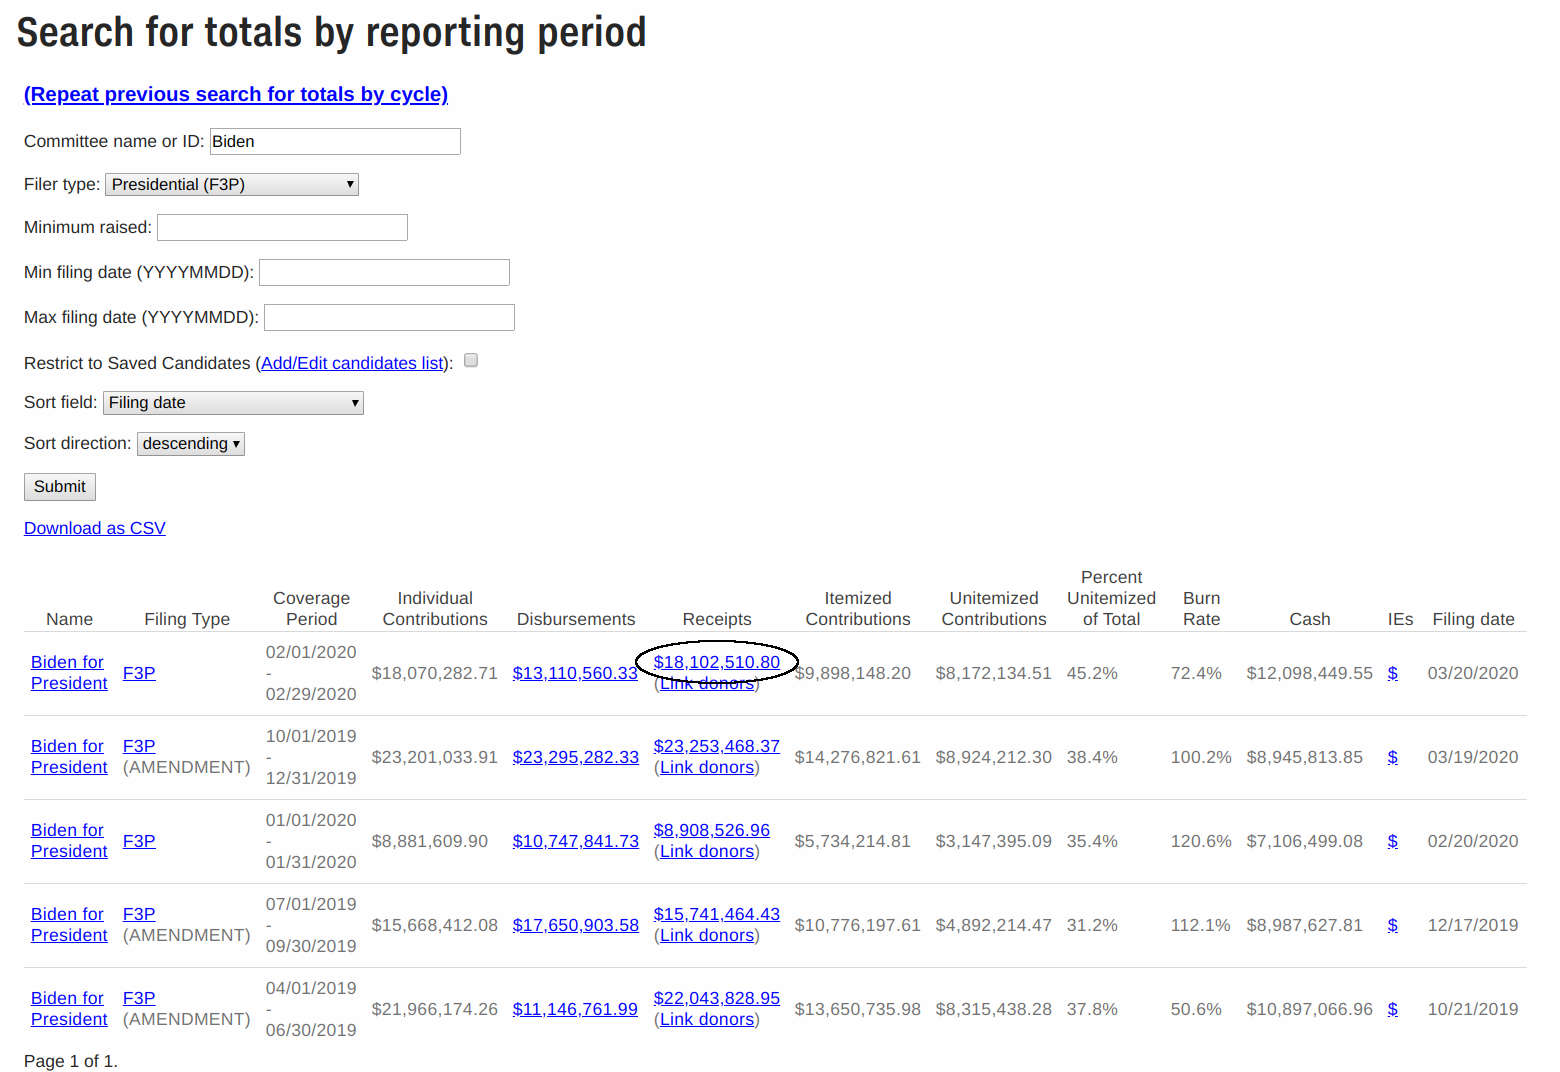 Search for totals by reporting period
(Repeat previous search for totals by cycle)
Committee name or ID: Biden
Filer type: Presidential (F3P)
Minimum raised:
Min filing date (YYYYMMDD):
Max filing date (YYYYMMDD):
Restrict to Saved Candidates (Add/Edit candidates list):
Sort field: Filing date
Sort direction: descending
Submit
Download as CSV
Name Filing Type Coverage Period Individual Contributions Disbursements Receipts Itemized Contributions Unitemized Contributions Percent Unitemized of Total Burn Rate Cash IEs Filing date
Biden for President F3P 02/01/2020 - 02/29/2020 $18,070,282.71 $13,110,560.33 $18,102,510.80 (Link donors) $9,898,148.20 $8,172,134.51 45.2% 72.4% $12,098,449.55 $ 03/20/2020
Biden for President F3P (AMENDMENT) 10/01/2019 - 12/31/2019 $23,201,033.91 $23,295,282.33 $23,253,468.37 (Link donors) $14,276,821.61 $8,924,212.30 38.4% 100.2% $8,945,813.85 $ 03/19/2020
Biden for President F3P 01/01/2020 - 01/31/2020 $8,881,609.90 $10,747,841.73 $8,908,526.96 (Link donors) $5,734,214.81 $3,147,395.09 35.4% 120.6% $7,106,499.08 $ 02/20/2020
Biden for President F3P (AMENDMENT) 07/01/2019 - 09/30/2019 $15,668,412.08 $17,650,903.58 $15,741,464.43 (Link donors) $10,776,197.61 $4,892,214.47 31.2% 112.1% $8,987,627.81 $ 12/17/2019
Biden for President F3P (AMENDMENT) 04/01/2019 - 06/30/2019 $21,966,174.26 $11,146,761.99 $22,043,828.95 (Link donors) $13,650,735.98 $8,315,438.28 37.8% 50.6% $10,897,066.96 $ 10/21/2019
Page 1 of 1.